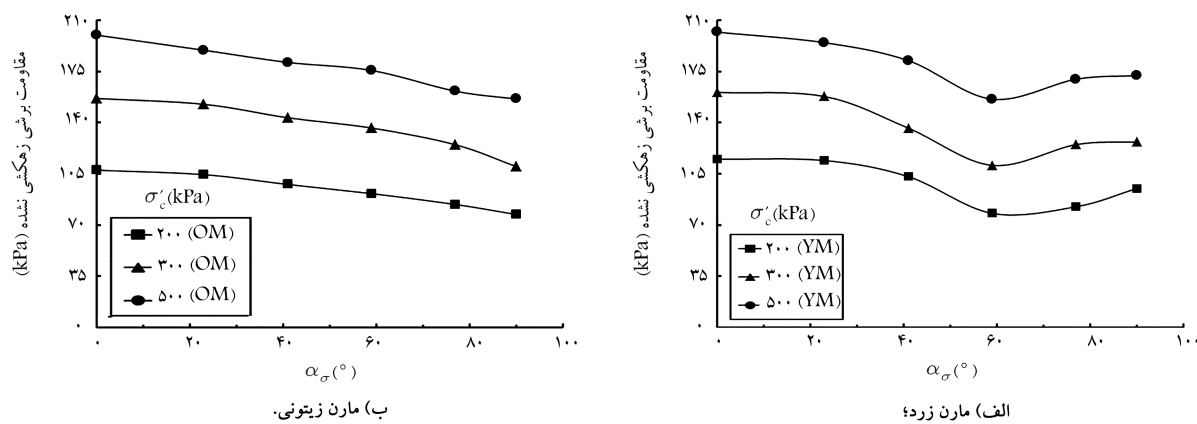 مقاومت برشی زهکشی نشده (kPa)
۲۱۰
۱۷۵
۱۴۰
۱۰۵
۷۰
۳۵
۰
σ′c(kPa)
۲۰۰ (YM)
۳۰۰ (YM)
۵۰۰ (YM)
۰ ۲۰ ۴۰ ۶۰ ۸۰ ۱۰۰
ασ(°)
الف) مارن زرد؛
مقاومت برشی زهکشی نشده (kPa)
۲۱۰
۱۷۵
۱۴۰
۱۰۵
۷۰
۳۵
۰
σ′c(kPa)
۲۰۰ (OM)
۳۰۰ (OM)
۵۰۰ (OM)
۰ ۲۰ ۴۰ ۶۰ ۸۰ ۱۰۰
ασ(°)
ب) مارن زیتونی.